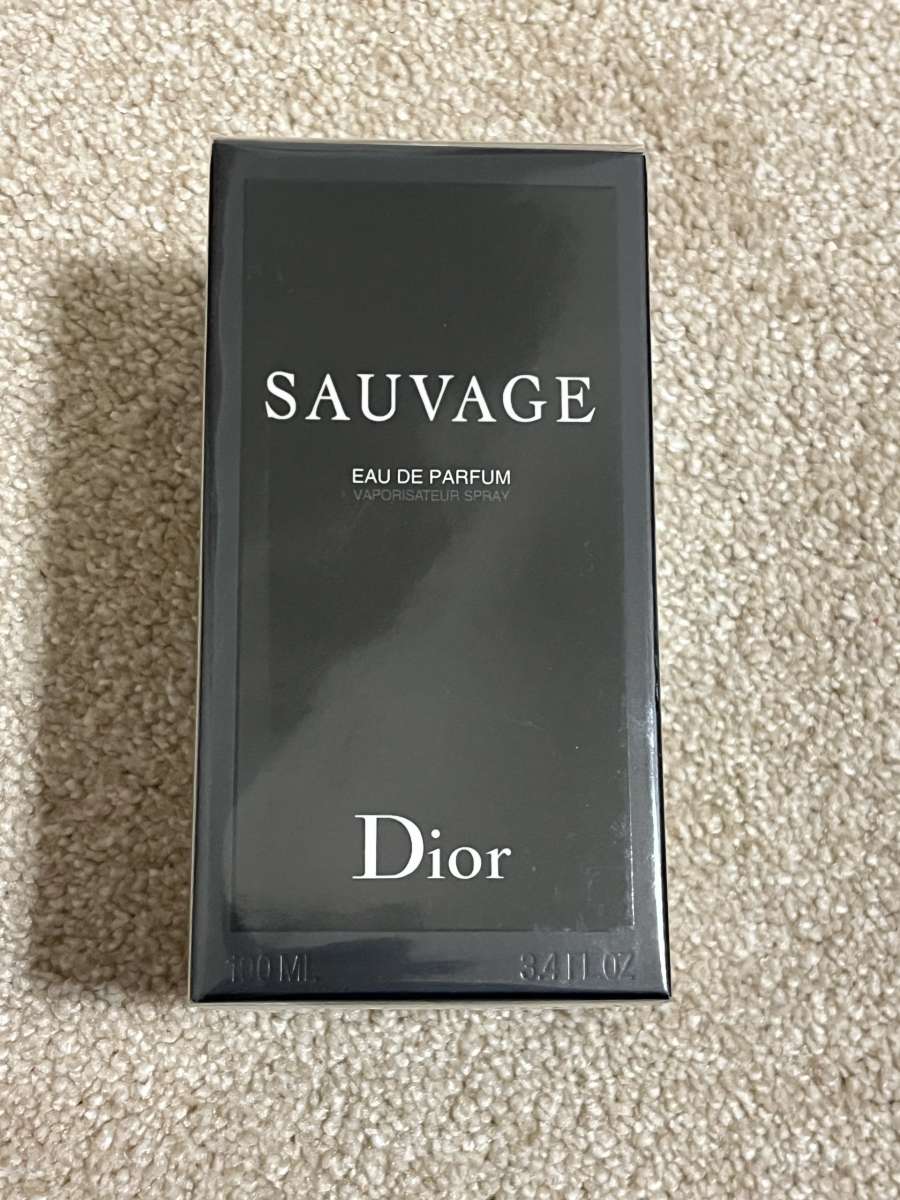 SAUVAGE
EAU DE PARFUM
VAPORISATEUR SPRAY
Dior
100 ML 3.4 fl. OZ